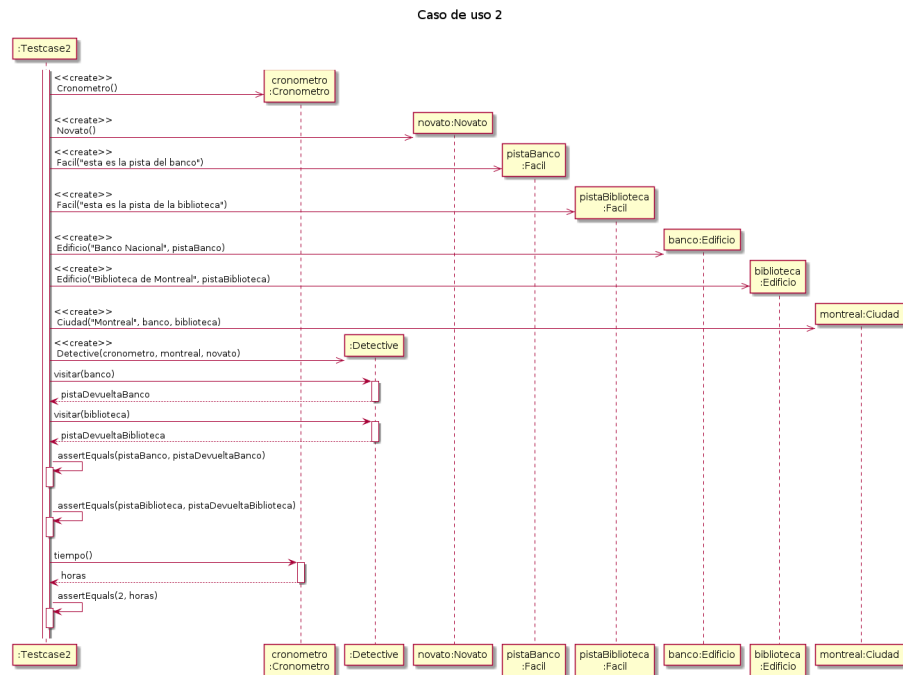 Caso de uso 2
:Testcase2
<<create>>
Cronometro()
cronometro
:Cronometro
<<create>>
Novato()
novato:Novato
<<create>>
Facil("esta es la pista del banco")
pistaBanco
:Facil
<<create>>
Facil("esta es la pista de la biblioteca")
pistaBiblioteca
:Facil
<<create>>
Edificio("Banco Nacional", pistaBanco)
banco:Edificio
<<create>>
Edificio("Biblioteca de Montreal", pistaBiblioteca)
biblioteca
:Edificio
<<create>>
Ciudad("Montreal", banco, biblioteca)
montreal:Ciudad
<<create>>
Detective(cronometro, montreal, novato)
:Detective
visitar(banco)
pistaDevueltaBanco
visitar(biblioteca)
pistaDevueltaBiblioteca
assertEquals(pistaBanco, pistaDevueltaBanco)
assertEquals(pistaBiblioteca, pistaDevueltaBiblioteca)
tiempo()
horas
assertEquals(2, horas)
:Testcase2
cronometro
:Cronometro
:Detective
novato:Novato
pistaBanco
:Facil
pistaBiblioteca
:Facil
banco:Edificio
biblioteca
:Edificio
montreal:Ciudad